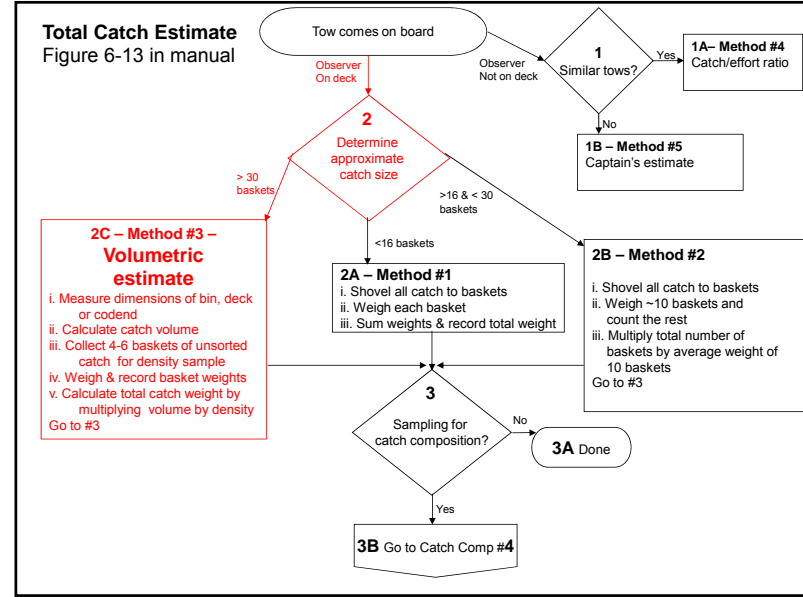 Total Catch Estimate
Figure 6-13 in manual
Tow comes on board
Observer
On deck
Observer
Not on deck
1
Similar tows?
Yes
1A– Method #4
Catch/effort ratio
No
1B – Method #5
Captain's estimate
2
Determine
approximate
catch size
> 30
baskets
>16 & < 30
baskets
<16 baskets
2C – Method #3 –
Volumetric
estimate
i. Measure dimensions of bin, deck
or codend
ii. Calculate catch volume
iii. Collect 4-6 baskets of unsorted
catch for density sample
iv. Weigh & record basket weights
v. Calculate total catch weight by
multiplying volume by density
Go to #3
2A – Method #1
i. Shovel all catch to baskets
ii. Weigh each basket
iii. Sum weights & record total weight
2B – Method #2
i. Shovel all catch to baskets
ii. Weigh ~10 baskets and
count the rest
iii. Multiply total number of
baskets by average weight of
10 baskets
Go to #3
3
Sampling for
catch composition?
No
3A Done
Yes
3B Go to Catch Comp #4